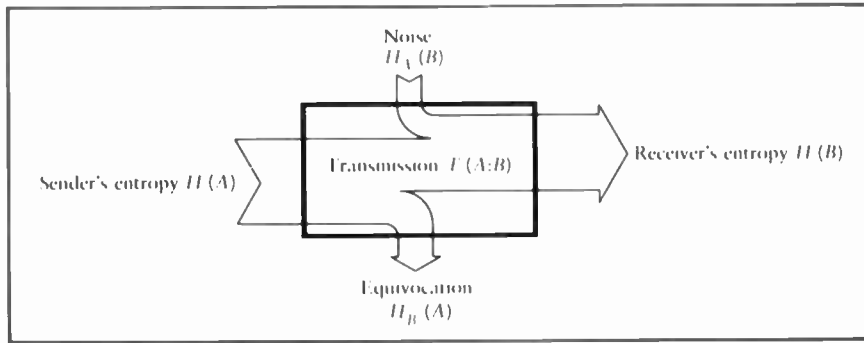 Noise
H_A (B)
Transmission T (A:B)
Sender's entropy H (A)
Receiver's entropy H (B)
Equivocation
H_B (A)